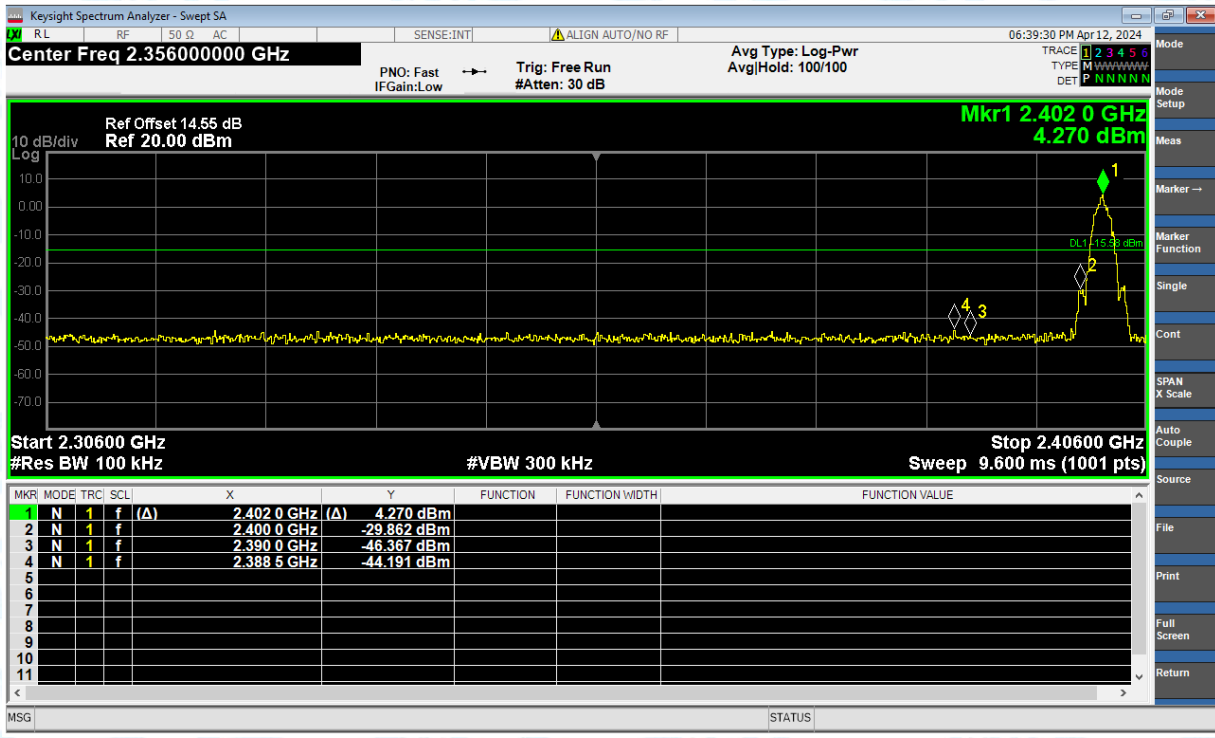 Keysight Spectrum Analyzer - Swept SA
LXI RL RF 50 Ω AC SENSE:INT ALIGN AUTO/NO RF 06:39:30 PM Apr 12, 2024
Center Freq 2.356000000 GHz
PNO: Fast
IFGain:Low
Trig: Free Run
#Atten: 30 dB
Avg Type: Log-Pwr
Avg|Hold: 100/100
TRACE 1 2 3 4 5 6
TYPE M WWWWW
DET P N N N N N
Mkr1 2.402 0 GHz
4.270 dBm
Ref Offset 14.55 dB
10 dB/div Ref 20.00 dBm
Log
10.0
0.00
-10.0
-20.0
-30.0
-40.0
-50.0
-60.0
-70.0
1
DL1 -15.58 dBm
2
4
3
Start 2.30600 GHz Stop 2.40600 GHz
#Res BW 100 kHz #VBW 300 kHz Sweep 9.600 ms (1001 pts)
MKR MODE TRC SCL X Y FUNCTION FUNCTION WIDTH FUNCTION VALUE
1 N 1 f (Δ) 2.402 0 GHz (Δ) 4.270 dBm
2 N 1 f 2.400 0 GHz -29.862 dBm
3 N 1 f 2.390 0 GHz -46.367 dBm
4 N 1 f 2.388 5 GHz -44.191 dBm
5
6
7
8
9
10
11
MSG STATUS
Mode
Mode
Setup
Meas
Marker →
Marker
Function
Single
Cont
SPAN
X Scale
Auto
Couple
Source
File
Print
Full
Screen
Return